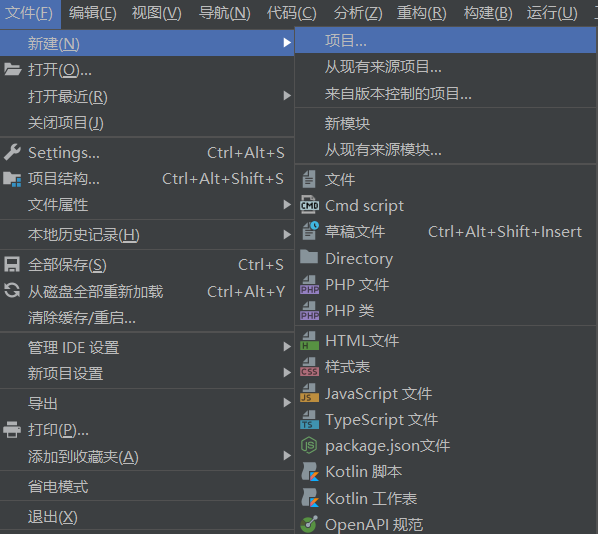 文件(F) 编辑(E) 视图(V) 导航(N) 代码(C) 分析(Z) 重构(R) 构建(B) 运行(U)
新建(N)
打开(O)...
打开最近(R)
关闭项目(J)
Settings... Ctrl+Alt+S
项目结构... Ctrl+Alt+Shift+S
文件属性
本地历史记录(H)
全部保存(S) Ctrl+S
从磁盘全部重新加载 Ctrl+Alt+Y
清除缓存/重启...
管理 IDE 设置
新项目设置
导出
打印(P)...
添加到收藏夹(A)
省电模式
退出(X)
项目...
从现有来源项目...
来自版本控制的项目...
新模块
从现有来源模块...
文件
CMD Cmd script
草稿文件 Ctrl+Alt+Shift+Insert
Directory
PHP PHP 文件
PHP PHP 类
H HTML文件
CSS 样式表
JS JavaScript 文件
TS TypeScript 文件
JS package.json文件
Kotlin 脚本
Kotlin 工作表
OpenAPI 规范